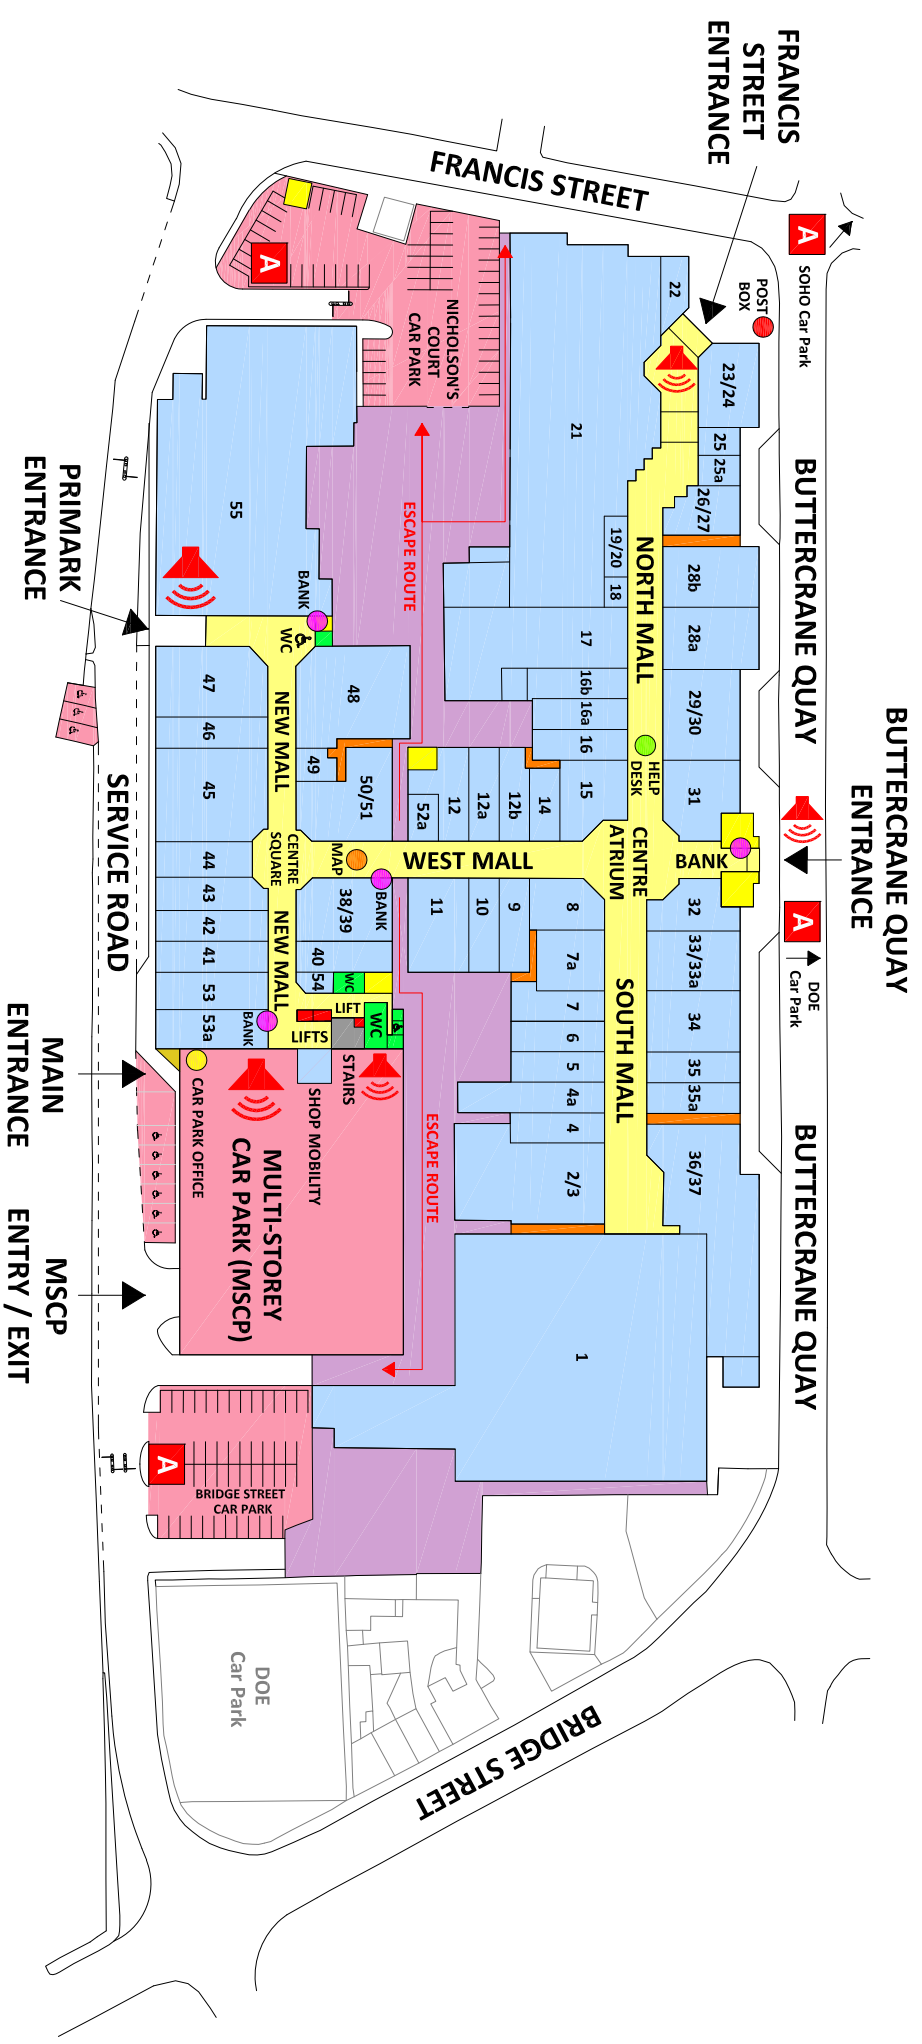 FRANCIS
STREET
ENTRANCE
FRANCIS STREET
A
SOHO Car Park
POST
BOX
A
NICHOLSON'S
COURT
CAR PARK
22
23/24
25
25a
26/27
21
19/20
18
NORTH MALL
28b
28a
29/30
31
17
16b
16a
16
15
14
12b
12a
12
52a
HELP
DESK
BUTTERCRANE QUAY
BUTTERCRANE QUAY
ENTRANCE
ESCAPE ROUTE
55
PRIMARK
ENTRANCE
BANK
WC
47
46
45
44
43
42
41
53
53a
NEW MALL
48
49
50/51
CENTRE
SQUARE
MAP
WEST MALL
CENTRE
ATRIUM
BANK
BANK
38/39
40
54
WC
NEW MALL
BANK
LIFT
LIFTS
WC
STAIRS
11
10
9
8
7a
7
6
5
4a
4
2/3
SOUTH MALL
32
33/33a
34
35
35a
36/37
A
DOE
Car Park
BUTTERCRANE QUAY
SERVICE ROAD
MAIN
ENTRANCE
CAR PARK OFFICE
SHOP MOBILITY
MULTI-STOREY
CAR PARK (MSCP)
ESCAPE ROUTE
MSCP
ENTRY / EXIT
1
A
BRIDGE STREET
CAR PARK
DOE
Car Park
BRIDGE STREET